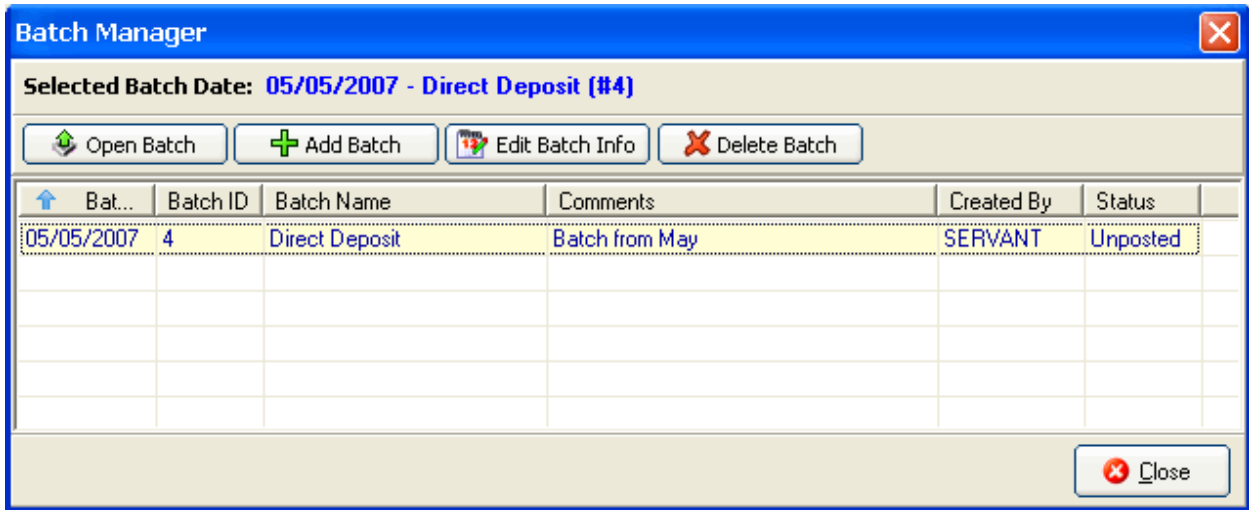 Batch Manager
Selected Batch Date: 05/05/2007 - Direct Deposit (#4)
Open Batch Add Batch Edit Batch Info Delete Batch
Bat... Batch ID Batch Name Comments Created By Status
05/05/2007 4 Direct Deposit Batch from May SERVANT Unposted
Close